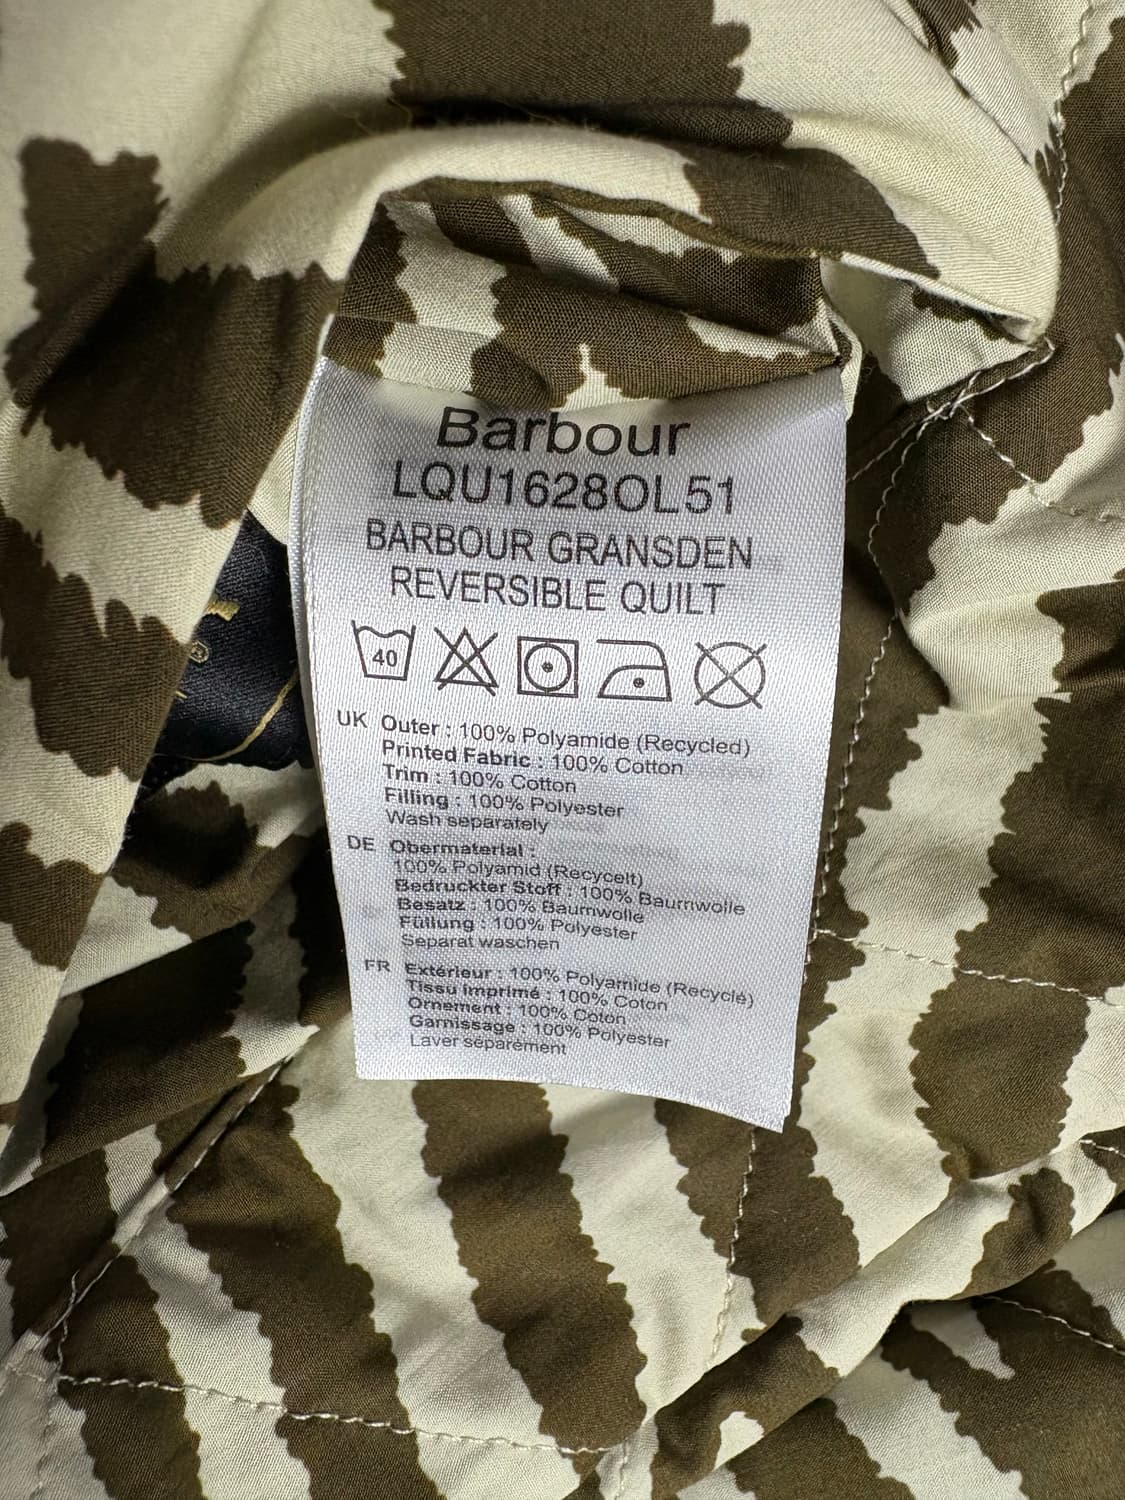 Barbour
LQU1628OL51
BARBOUR GRANSDEN
REVERSIBLE QUILT
40
UK Outer : 100% Polyamide (Recycled)
Printed Fabric : 100% Cotton
Trim : 100% Cotton
Filling : 100% Polyester
Wash separately
DE Obermaterial :
100% Polyamid (Recycelt)
Bedruckter Stoff : 100% Baumwolle
Besatz : 100% Baumwolle
Füllung : 100% Polyester
Separat waschen
FR Extérieur : 100% Polyamide (Recyclé)
Tissu Imprimé : 100% Coton
Ornement : 100% Coton
Garnissage : 100% Polyester
Laver séparément